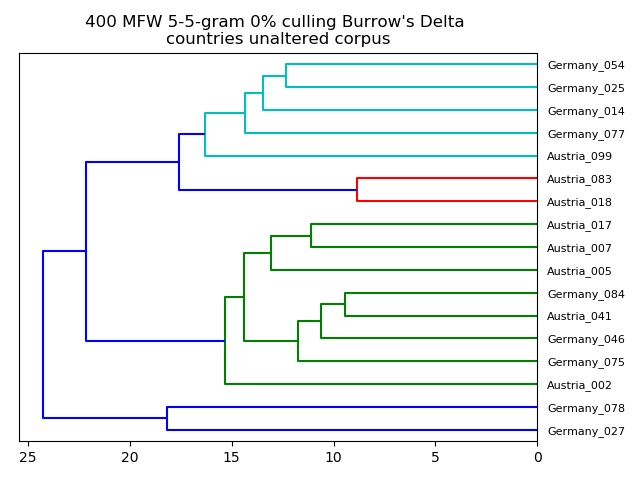 400 MFW 5-5-gram 0% culling Burrow's Delta
countries unaltered corpus
Germany_054
Germany_025
Germany_014
Germany_077
Austria_099
Austria_083
Austria_018
Austria_017
Austria_007
Austria_005
Germany_084
Austria_041
Germany_046
Germany_075
Austria_002
Germany_078
Germany_027
25 20 15 10 5 0